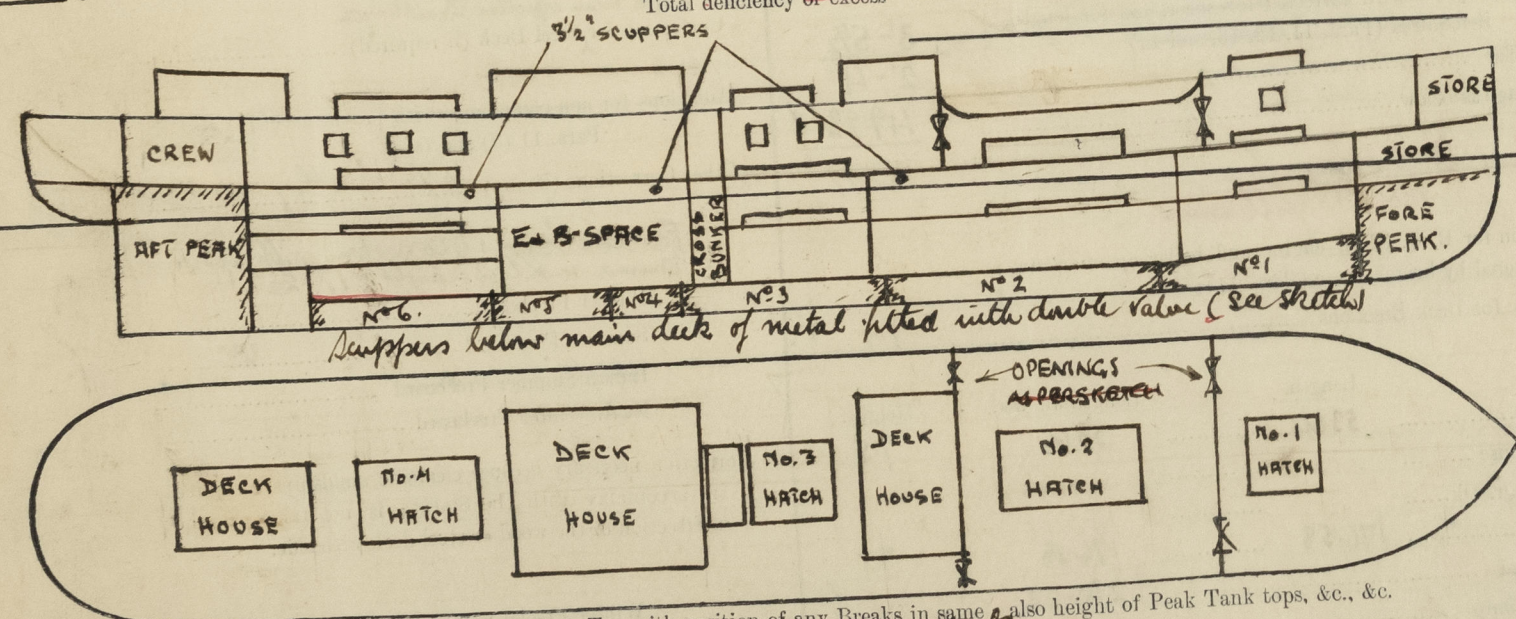 Total deficiency or excess
3½" SCUPPERS
STORE
CREW
STORE
AFT PEAK
E & B SPACE
CROSS BUNKER
FORE
PEAK.
No 6.
No 5
No 4
No 3
No 2
No 1
Scuppers below main deck of metal fitted with double valve (see sketch)
OPENINGS
AS PER SKETCH
DECK
HOUSE
No. 4
HATCH
DECK
HOUSE
No. 3
HATCH
DECK
HOUSE
No. 2
HATCH
No. 1
HATCH
of any Breaks in same also height of Peak Tank tops, &c., &c.